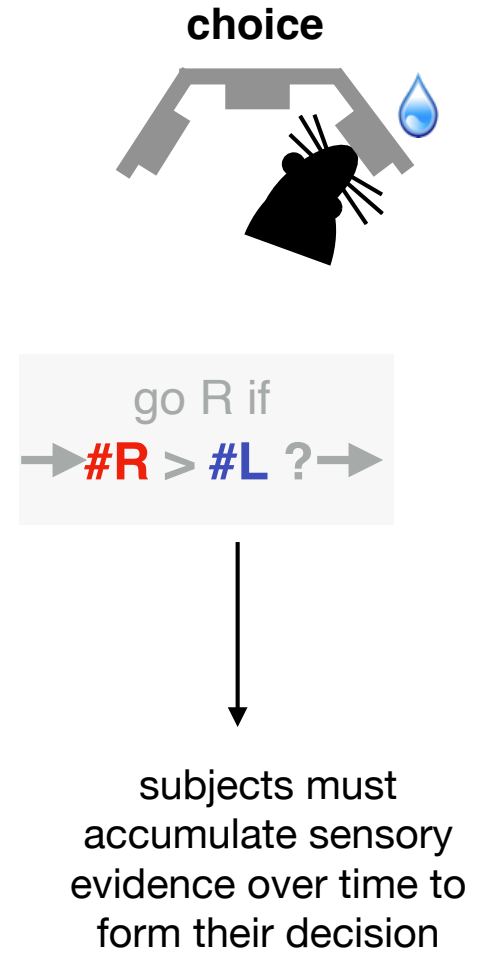 choice
go R if
#R > #L ?
subjects must
accumulate sensory
evidence over time to
form their decision